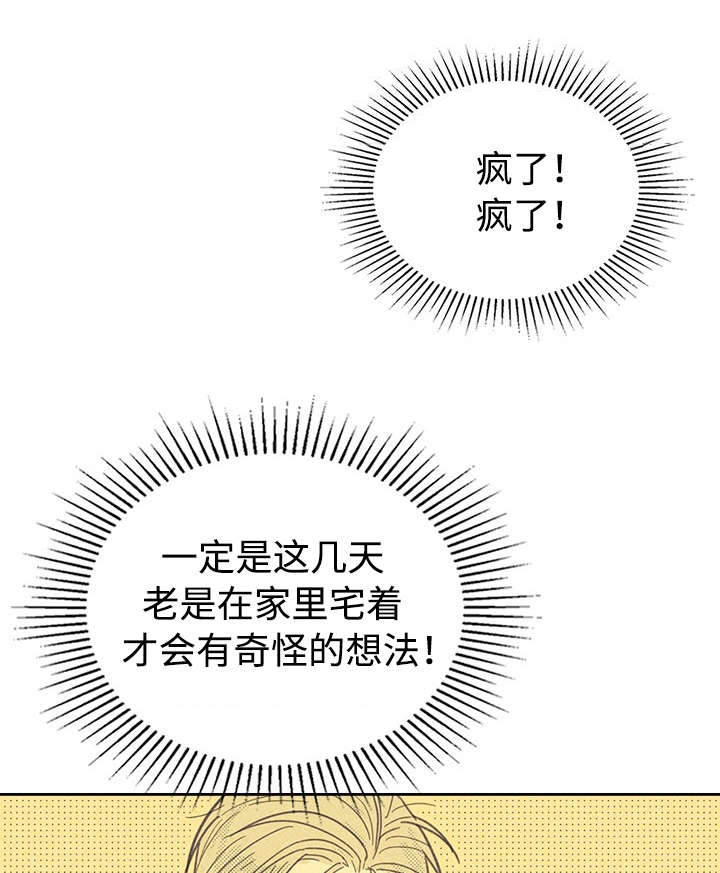 疯了！
疯了！
一定是这几天
老是在家里宅着
才会有奇怪的想法！